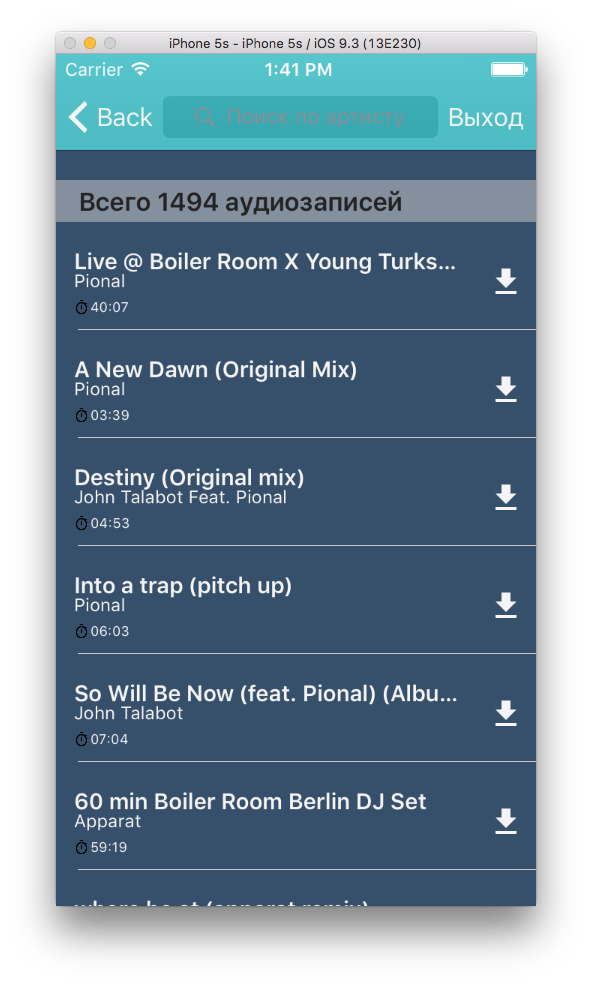 iPhone 5s - iPhone 5s / iOS 9.3 (13E230)
Carrier 1:41 PM
Back Поиск по артисту Выход
Всего 1494 аудиозаписей
Live @ Boiler Room X Young Turks...
Pional
40:07
A New Dawn (Original Mix)
Pional
03:39
Destiny (Original mix)
John Talabot Feat. Pional
04:53
Into a trap (pitch up)
Pional
06:03
So Will Be Now (feat. Pional) (Albu...
John Talabot
07:04
60 min Boiler Room Berlin DJ Set
Apparat
59:19